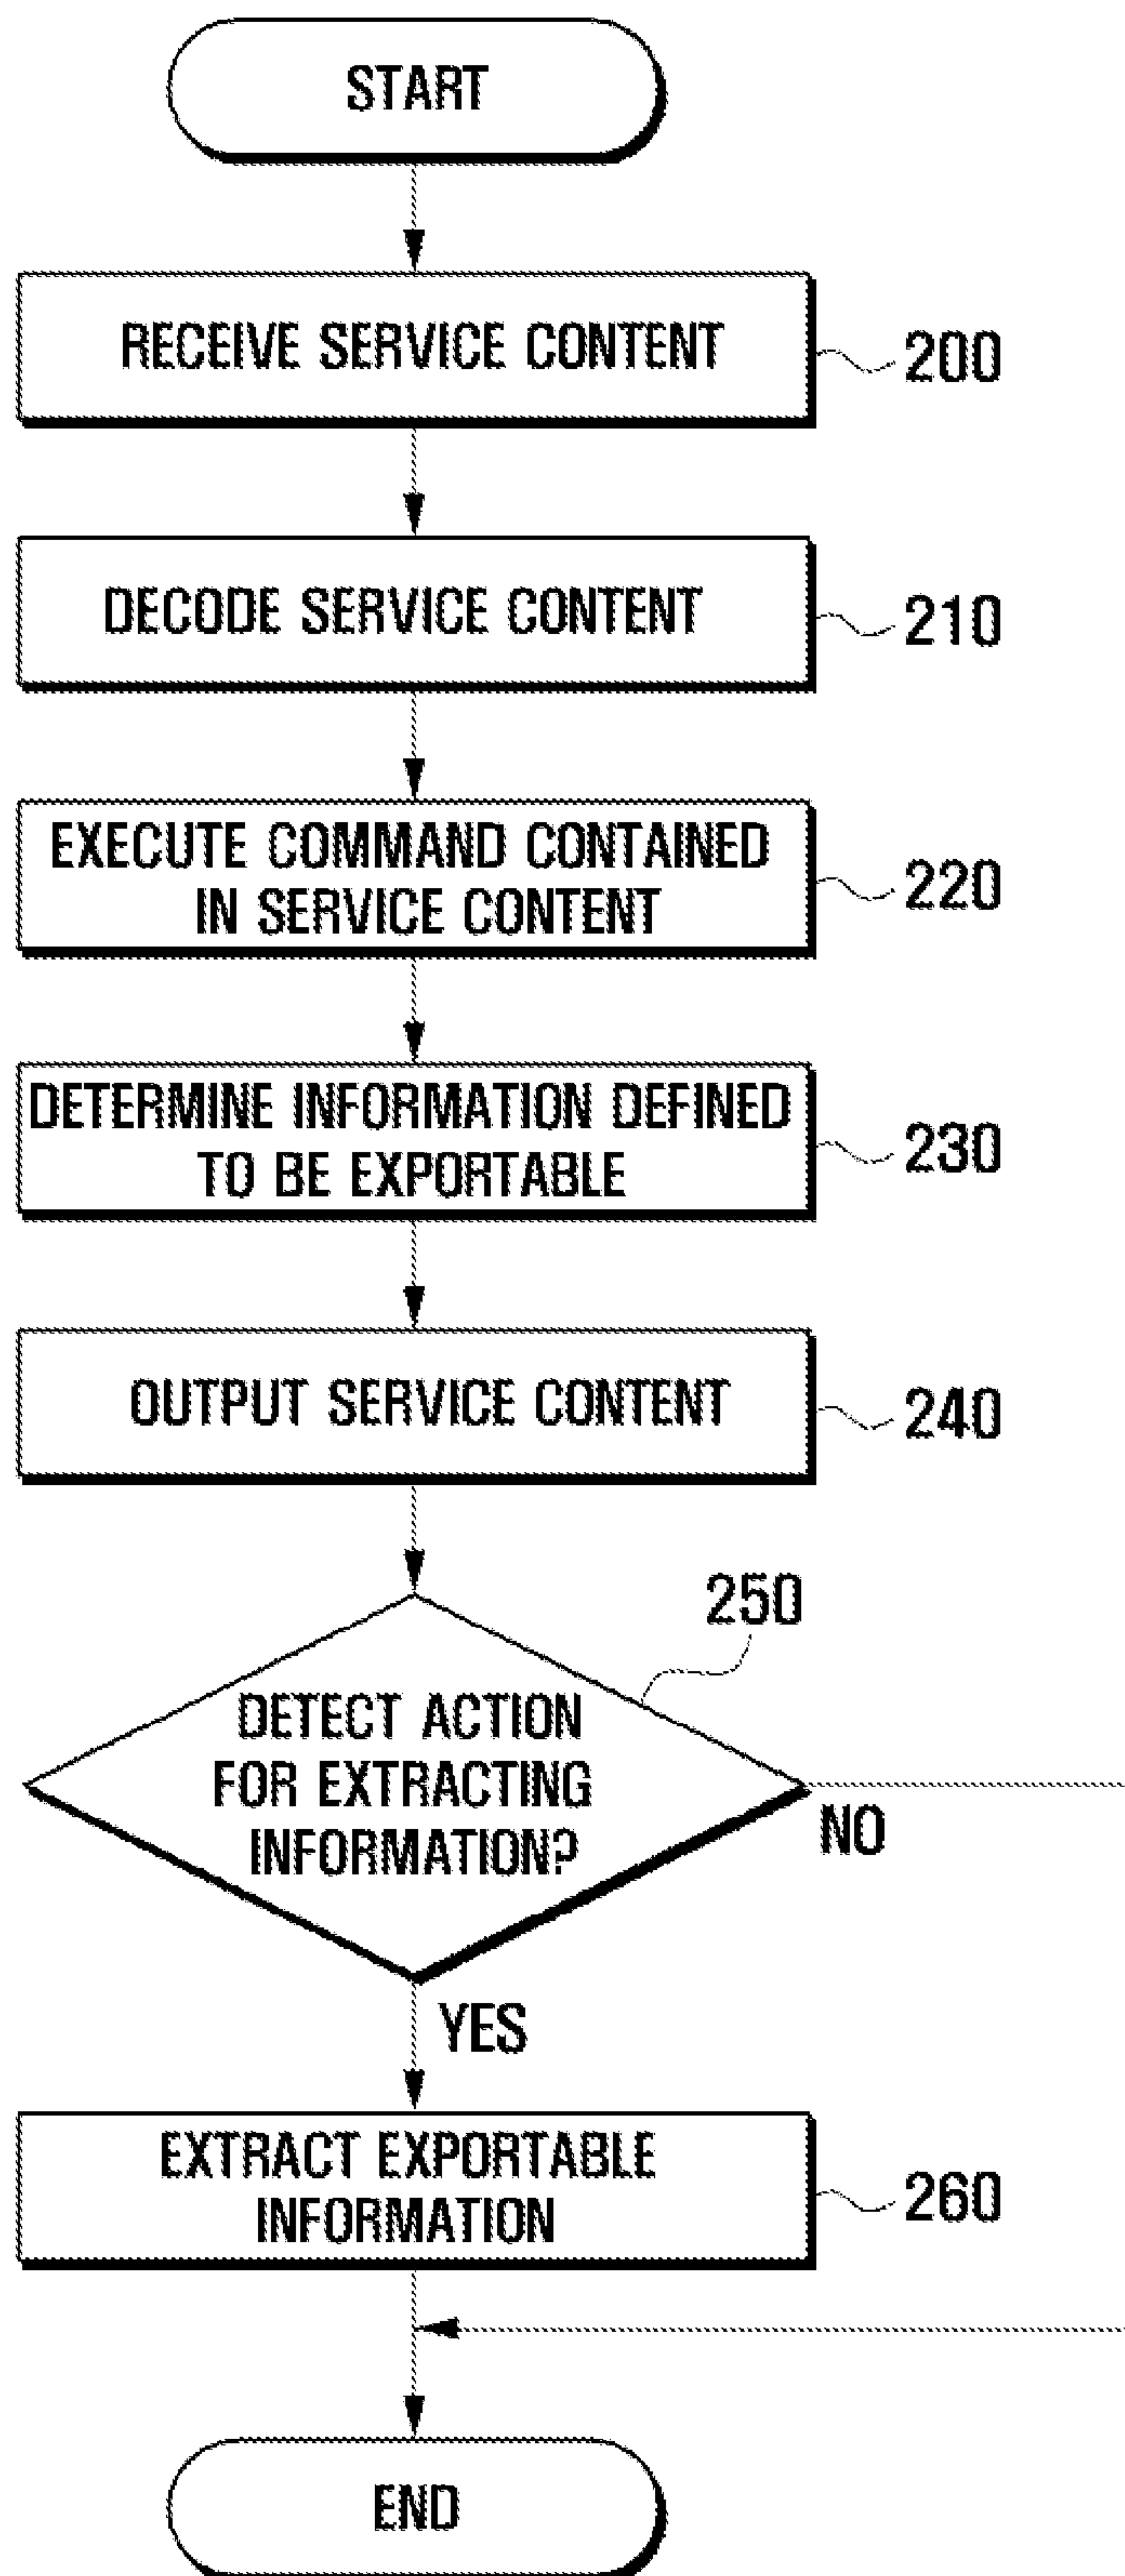 START
RECEIVE SERVICE CONTENT
200
DECODE SERVICE CONTENT
210
EXECUTE COMMAND CONTAINED
IN SERVICE CONTENT
220
DETERMINE INFORMATION DEFINED
TO BE EXPORTABLE
230
OUTPUT SERVICE CONTENT
240
250
DETECT ACTION
FOR EXTRACTING
INFORMATION?
NO
YES
EXTRACT EXPORTABLE
INFORMATION
260
END